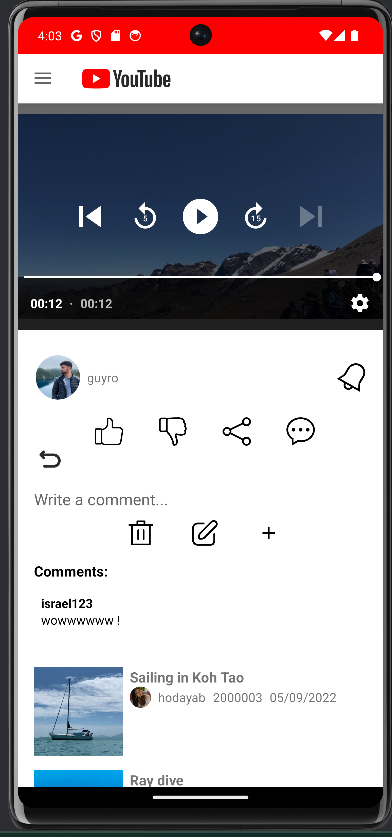 4:03
YouTube
5
15
00:12 · 00:12
guyro
Write a comment...
+
Comments:
israel123
wowwwwww !
Sailing in Koh Tao
hodayab 2000003 05/09/2022
Ray dive